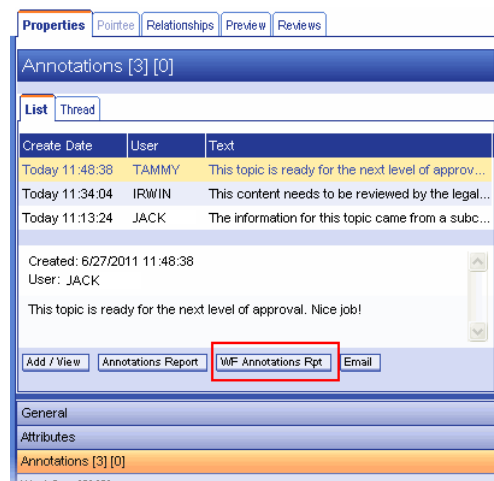 Properties Pointee Relationships Preview Reviews
Annotations [3] [0]
List Thread
Create Date User Text
Today 11:48:38 TAMMY This topic is ready for the next level of approv...
Today 11:34:04 IRWIN This content needs to be reviewed by the legal...
Today 11:13:24 JACK The information for this topic came from a subc...
Created: 6/27/2011 11:48:38
User: JACK
This topic is ready for the next level of approval. Nice job!
Add / View Annotations Report WF Annotations Rpt Email
General
Attributes
Annotations [3] [0]